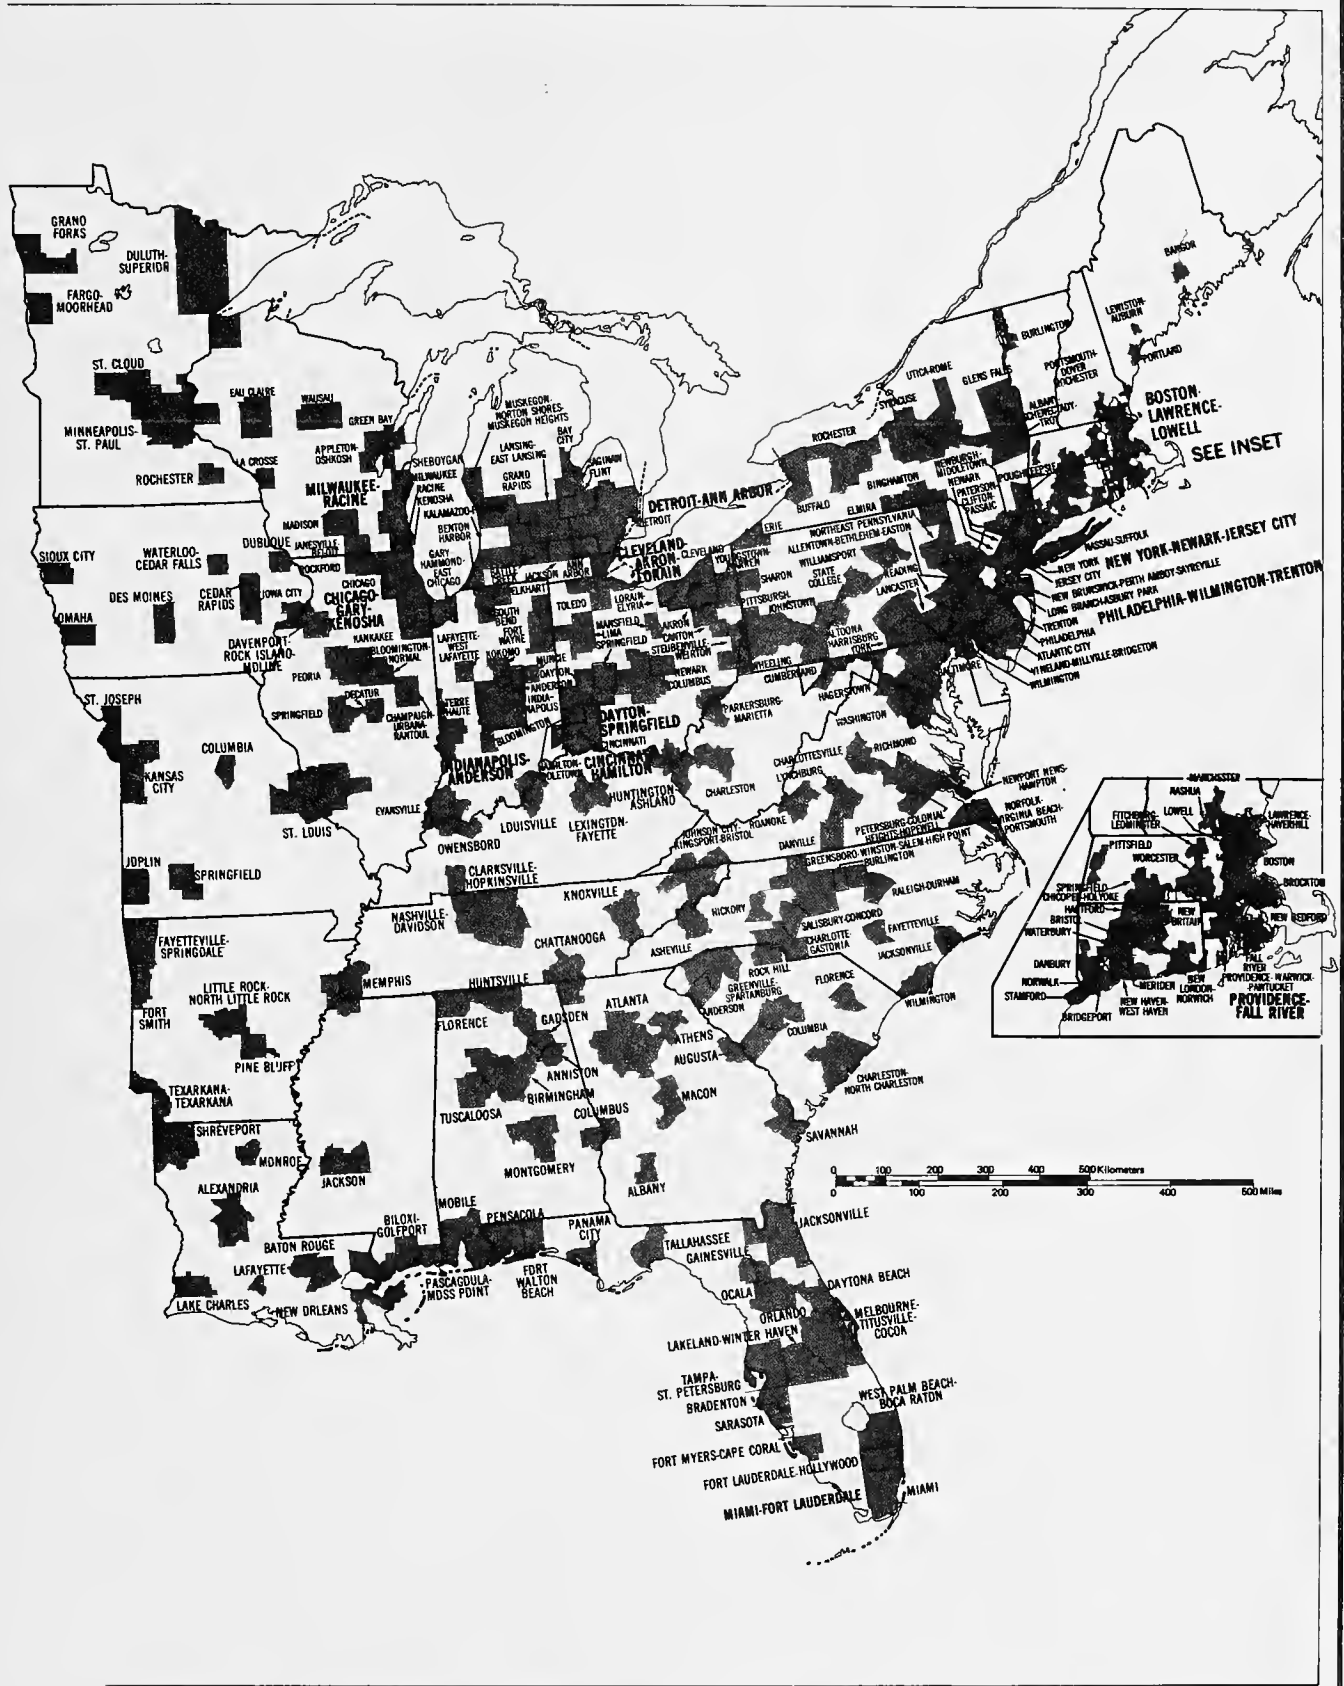 GRANO
FORKS
DULUTH-
SUPERIOR
FARGO-
MOORHEAD
ST. CLOUD
MINNEAPOLIS-
ST. PAUL
ROCHESTER
EAU CLAIRE
WAUSAU
GREEN BAY
APPLETON-
OSHKOSH
LA CROSSE
SHEBOYGAN
MILWAUKEE-
RACINE
MILWAUKEE
RACINE
KENOSHA
KALAMAZOO
BENTON
HARBOR
GARY-
HAMMOND-
EAST
CHICAGO
MADISON
JANESVILLE-
BELOIT
ROCKFORD
DUBUQUE
CHICAGO
CHICAGO-
GARY-
KENOSHA
MUSKEGON-
NORTON SHORES-
MUSKEGON HEIGHTS
LANSING-
EAST LANSING
GRAND
RAPIDS
BAY
CITY
SAGINAW
FLINT
DETROIT-ANN ARBOR
DETROIT
BATTLE
CREEK
JACKSON
ANN
ARBOR
ELKHART
SOUTH
BEND
FORT
WAYNE
TOLEDO
SIOUX CITY
WATERLOO-
CEDAR FALLS
DES MOINES
CEDAR
RAPIDS
IOWA CITY
OMAHA
DAVENPORT-
ROCK ISLAND-
MOLINE
KANKAKEE
BLOOMINGTON-
NORMAL
PEORIA
DECATUR
SPRINGFIELD
CHAMPAIGN-
URBANA-
RANTOUL
LAFAYETTE-
WEST
LAFAYETTE
KOKOMO
MUNCIE
ANDERSON
INDIA-
NAPOLIS
TERRE
HAUTE
BLOOMINGTON
INDIANAPOLIS-
ANDERSON
LIMA
MANSFIELD
SPRINGFIELD
DAYTON
DAYTON-
SPRINGFIELD
CINCINNATI
HAMILTON-
CINCINNATI-
HAMILTON
NEWARK
COLUMBUS
CLEVELAND-
AKRON-
LORAIN
CLEVELAND
LORAIN-
ELYRIA
AKRON
CANTON
STEUBENVILLE-
WEIRTON
YOUNGSTOWN-
WARREN
SHARON
PITTSBURGH
JOHNSTOWN
ALTOONA
HARRISBURG
YORK
WHEELING
CUMBERLAND
HAGERSTOWN
PARKERSBURG-
MARIETTA
WASHINGTON
BALTIMORE
ERIE
BUFFALO
ROCHESTER
SYRACUSE
UTICA-ROME
GLENS FALLS
ALBANY-
SCHENECTADY-
TROY
BINGHAMTON
ELMIRA
NORTHEAST PENNSYLVANIA
ALLENTOWN-BETHLEHEM-EASTON
WILLIAMSPORT
STATE
COLLEGE
READING
LANCASTER
NEWBURGH-
MIDDLETOWN
NEWARK
PATERSON-
CLIFTON-
PASSAIC
POUGHKEEPSIE
BANGOR
LEWISTON-
AUBURN
PORTLAND
BURLINGTON
PORTSMOUTH-
DOVER
ROCHESTER
BOSTON-
LAWRENCE-
LOWELL
SEE INSET
NASSAU-SUFFOLK
NEW YORK
NEW YORK-NEWARK-JERSEY CITY
JERSEY CITY
NEW BRUNSWICK-PERTH AMBOY-SAYREVILLE
LONG BRANCH-ASBURY PARK
PHILADELPHIA-WILMINGTON-TRENTON
TRENTON
PHILADELPHIA
ATLANTIC CITY
VINELAND-MILLVILLE-BRIDGETON
WILMINGTON
ST. JOSEPH
COLUMBIA
KANSAS
CITY
ST. LOUIS
JOPLIN
SPRINGFIELD
EVANSVILLE
OWENSBORO
LOUISVILLE
LEXINGTON-
FAYETTE
HUNTINGTON-
ASHLAND
CHARLESTON
CHARLOTTESVILLE
RICHMOND
LYNCHBURG
ROANOKE
DANVILLE
PETERSBURG-COLONIAL
HEIGHTS-HOPEWELL
NEWPORT NEWS-
HAMPTON
NORFOLK-
VIRGINIA BEACH-
PORTSMOUTH
JOHNSON CITY-
KINGSPORT-BRISTOL
GREENSBORO-WINSTON-SALEM-HIGH POINT
BURLINGTON
RALEIGH-DURHAM
CLARKSVILLE-
HOPKINSVILLE
NASHVILLE-
DAVIDSON
KNOXVILLE
CHATTANOOGA
HICKORY
ASHEVILLE
SALISBURY-CONCORD
CHARLOTTE-
GASTONIA
FAYETTEVILLE
JACKSONVILLE
WILMINGTON
ROCK HILL
GREENVILLE-
SPARTANBURG
ANDERSON
FLORENCE
COLUMBIA
CHARLESTON-
NORTH CHARLESTON
FAYETTEVILLE-
SPRINGDALE
FORT
SMITH
LITTLE ROCK-
NORTH LITTLE ROCK
PINE BLUFF
TEXARKANA-
TEXARKANA
MEMPHIS
HUNTSVILLE
FLORENCE
GADSDEN
ANNISTON
BIRMINGHAM
TUSCALOOSA
MONTGOMERY
COLUMBUS
ATLANTA
ATHENS
AUGUSTA
MACON
ALBANY
SAVANNAH
SHREVEPORT
MONROE
ALEXANDRIA
JACKSON
BATON ROUGE
LAFAYETTE
LAKE CHARLES
NEW ORLEANS
BILOXI-
GULFPORT
MOBILE
PENSACOLA
PASCAGOULA-
MOSS POINT
FORT
WALTON
BEACH
PANAMA
CITY
TALLAHASSEE
GAINESVILLE
JACKSONVILLE
DAYTONA BEACH
OCALA
ORLANDO
MELBOURNE-
TITUSVILLE-
COCOA
LAKELAND-WINTER HAVEN
TAMPA-
ST. PETERSBURG
BRADENTON
SARASOTA
WEST PALM BEACH-
BOCA RATON
FORT MYERS-CAPE CORAL
FORT LAUDERDALE-HOLLYWOOD
MIAMI-FORT LAUDERDALE
MIAMI
0 100 200 300 400 500 Kilometers
0 100 200 300 400 500 Miles
MANCHESTER
NASHUA
LOWELL
FITCHBURG-
LEOMINSTER
LAWRENCE-
HAVERHILL
PITTSFIELD
WORCESTER
BOSTON
SPRINGFIELD
CHICOPEE-HOLYOKE
HARTFORD
BRISTOL
WATERBURY
BROCKTON
NEW
BRITAIN
NEW BEDFORD
DANBURY
NORWALK
STAMFORD
BRIDGEPORT
MERIDEN
NEW HAVEN-
WEST HAVEN
NEW
LONDON-
NORWICH
FALL
RIVER
PROVIDENCE-WARWICK-
PAWTUCKET
PROVIDENCE-
FALL RIVER